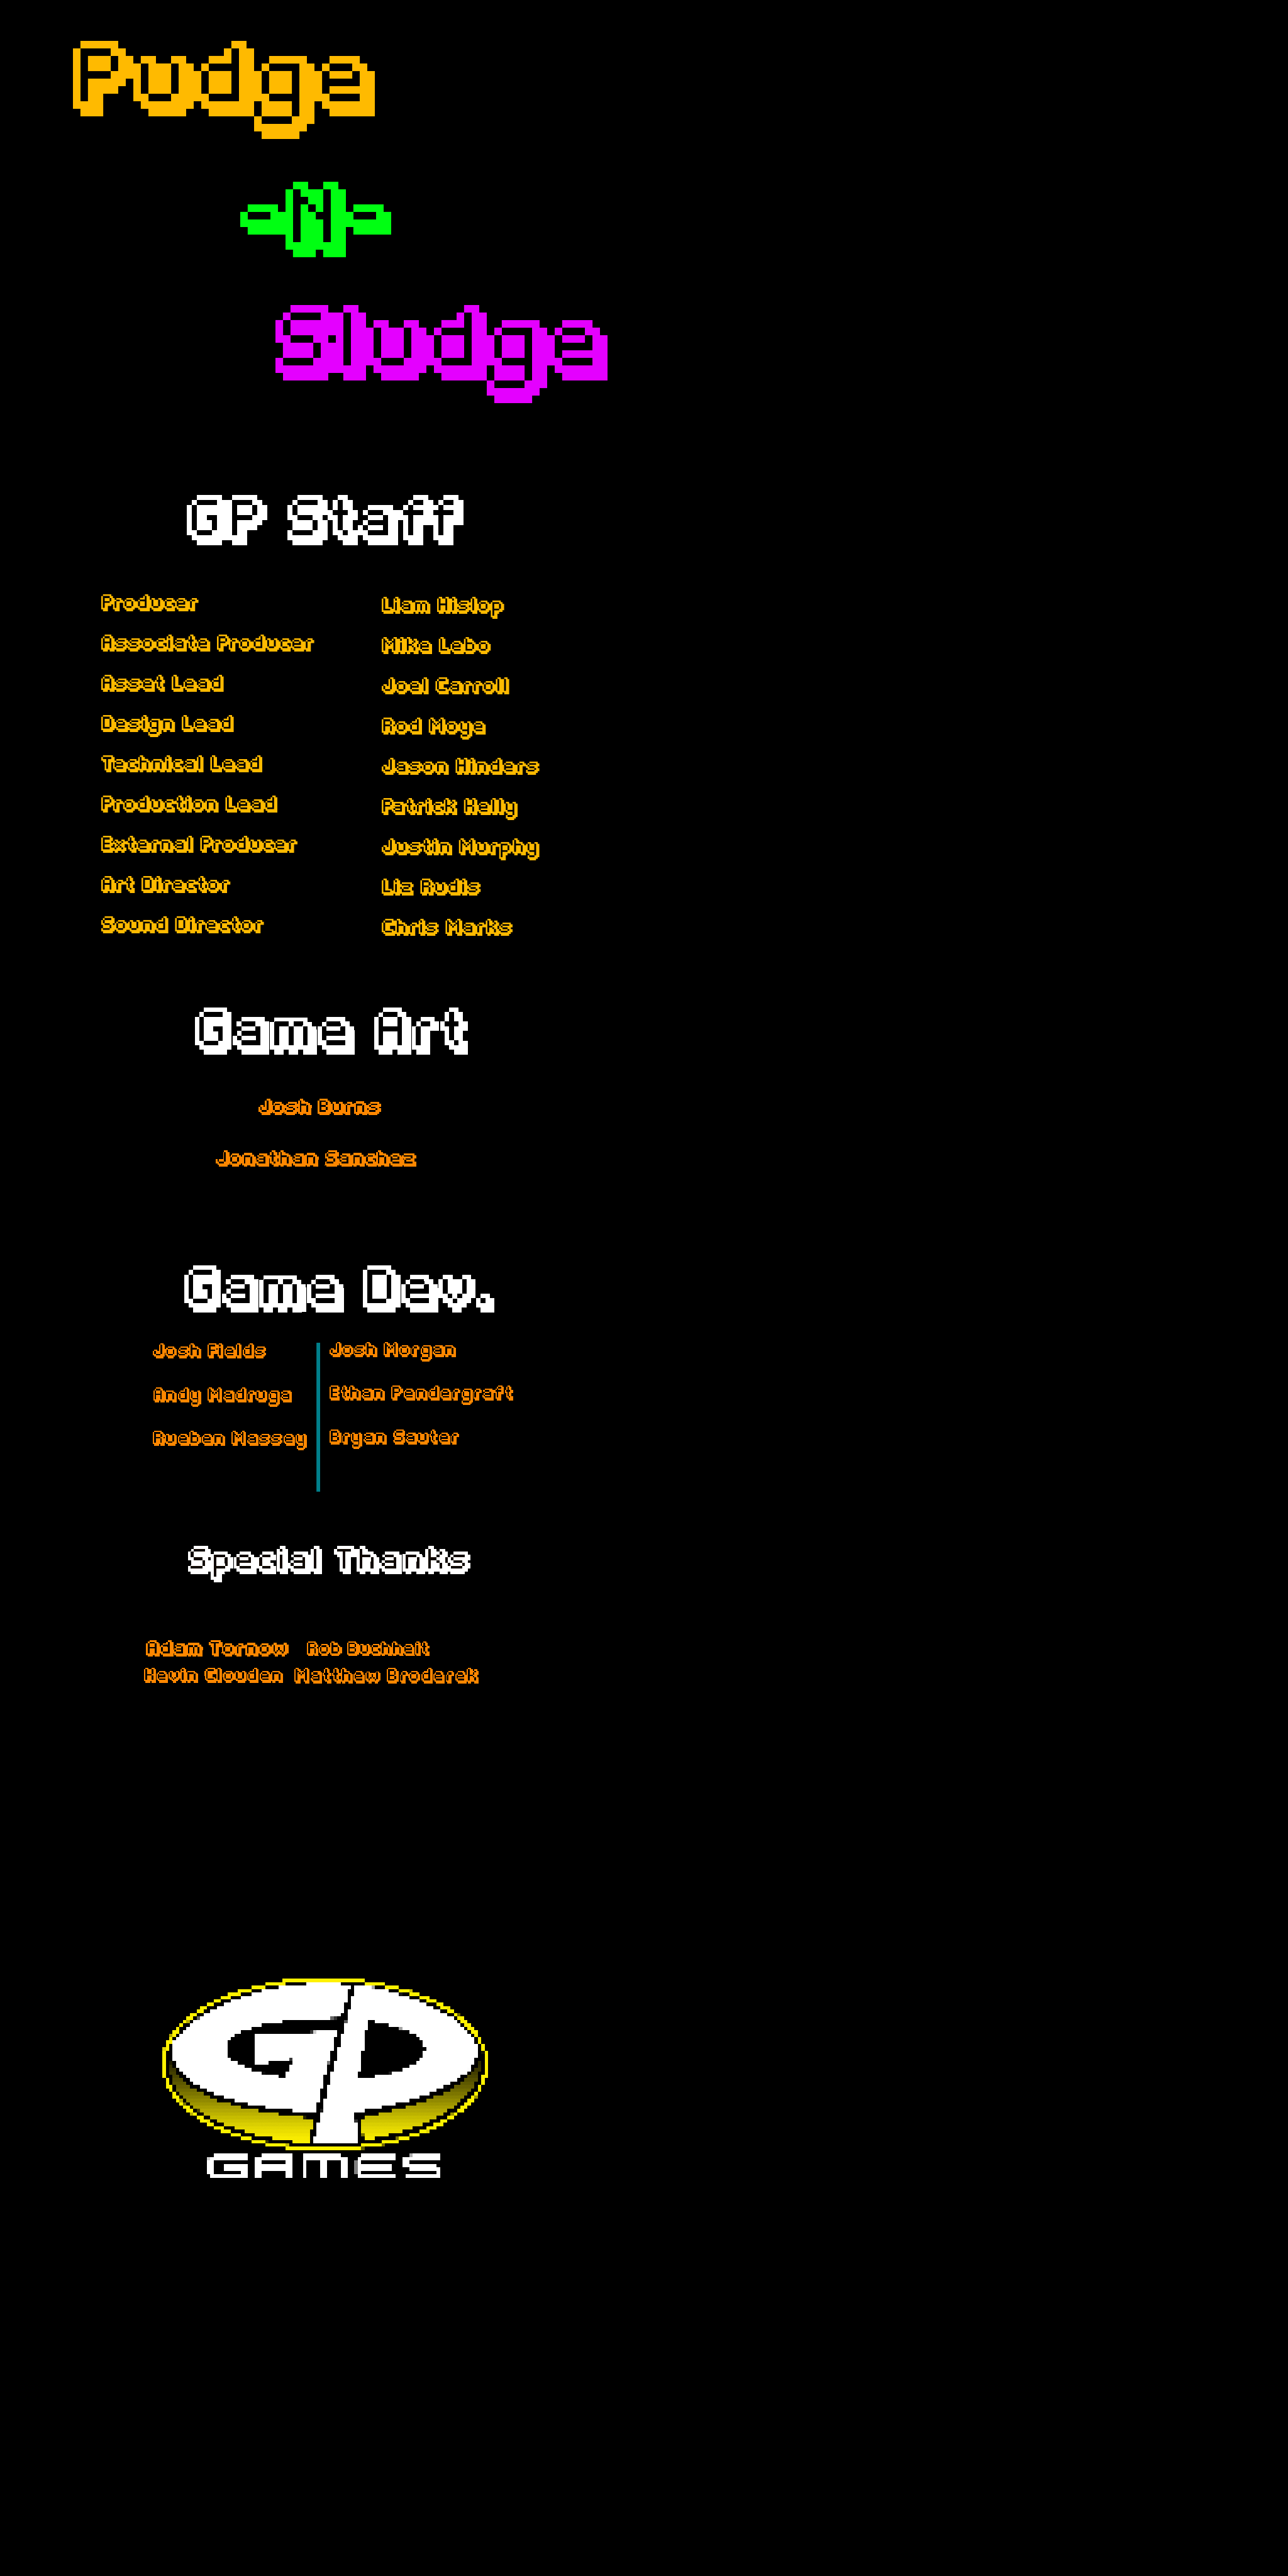 Pudge
-N-
Sludge
GP Staff
Producer Liam Hislop
Associate Producer Mike Lebo
Asset Lead Joel Carroll
Design Lead Rod Moye
Technical Lead Jason Hinders
Production Lead Patrick Kelly
External Producer Justin Murphy
Art Director Liz Rudis
Sound Director Chris Marks
Game Art
Josh Burns
Jonathan Sanchez
Game Dev.
Josh Fields Josh Morgan
Andy Madruga Ethan Pendergraft
Rueben Massey Bryan Sauter
Special Thanks
Adam Tornow Rob Buchheit
Kevin Clouden Matthew Broderek
GP
GAMES